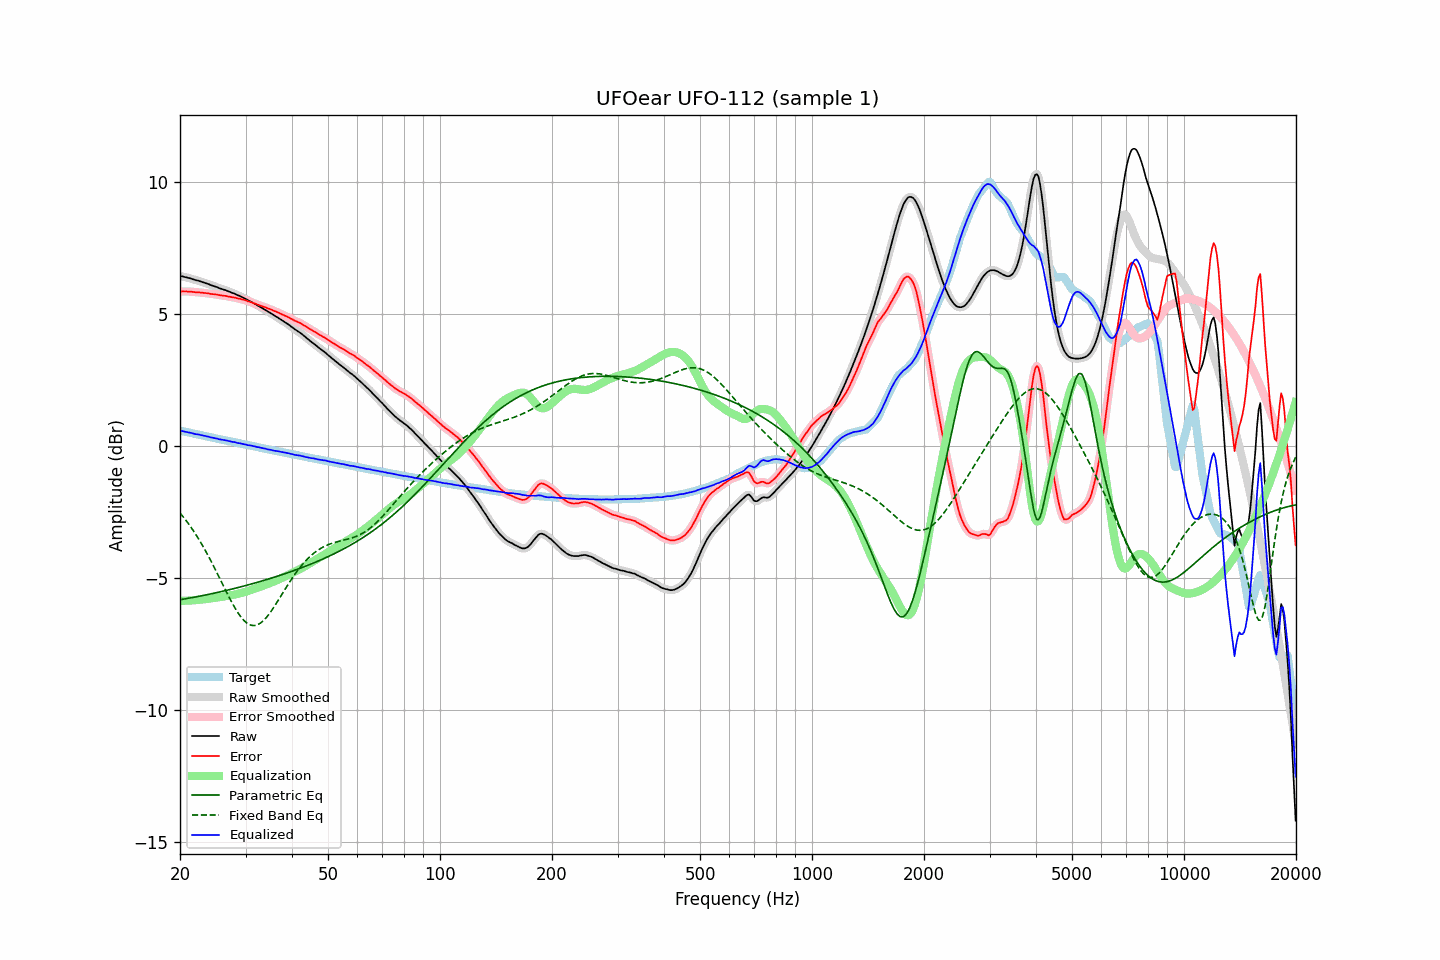 UFOear UFO-112 (sample 1)
Amplitude (dBr)
10
5
0
−5
−10
−15
Target
Raw Smoothed
Error Smoothed
Raw
Error
Equalization
Parametric Eq
Fixed Band Eq
Equalized
20 50 100 200 500 1000 2000 5000 10000 20000
Frequency (Hz)